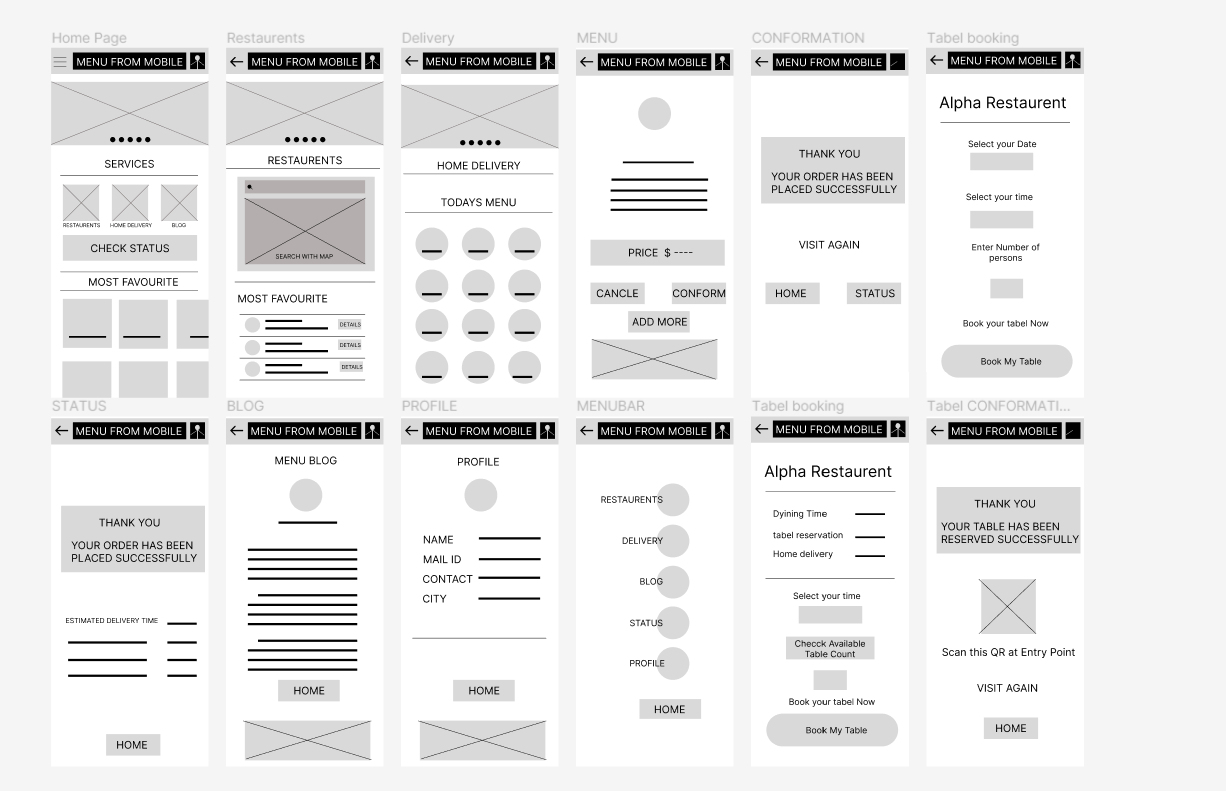 Home Page
MENU FROM MOBILE
SERVICES
RESTAURENTS
HOME DELIVERY
BLOG
CHECK STATUS
MOST FAVOURITE
Restaurents
MENU FROM MOBILE
RESTAURENTS
SEARCH WITH MAP
MOST FAVOURITE
DETAILS
DETAILS
DETAILS
Delivery
MENU FROM MOBILE
HOME DELIVERY
TODAYS MENU
MENU
MENU FROM MOBILE
PRICE $ ----
CANCLE
CONFORM
ADD MORE
CONFORMATION
MENU FROM MOBILE
THANK YOU
YOUR ORDER HAS BEEN
PLACED SUCCESSFULLY
VISIT AGAIN
HOME
STATUS
Tabel booking
MENU FROM MOBILE
Alpha Restaurent
Select your Date
Select your time
Enter Number of
persons
Book your tabel Now
Book My Table
STATUS
MENU FROM MOBILE
THANK YOU
YOUR ORDER HAS BEEN
PLACED SUCCESSFULLY
ESTIMATED DELIVERY TIME
HOME
BLOG
MENU FROM MOBILE
MENU BLOG
HOME
PROFILE
MENU FROM MOBILE
PROFILE
NAME
MAIL ID
CONTACT
CITY
HOME
MENUBAR
MENU FROM MOBILE
RESTAURENTS
DELIVERY
BLOG
STATUS
PROFILE
HOME
Tabel booking
MENU FROM MOBILE
Alpha Restaurent
Dyining Time
tabel reservation
Home delivery
Select your time
Checck Available
Table Count
Book your tabel Now
Book My Table
Tabel CONFORMATI...
MENU FROM MOBILE
THANK YOU
YOUR TABLE HAS BEEN
RESERVED SUCCESSFULLY
Scan this QR at Entry Point
VISIT AGAIN
HOME